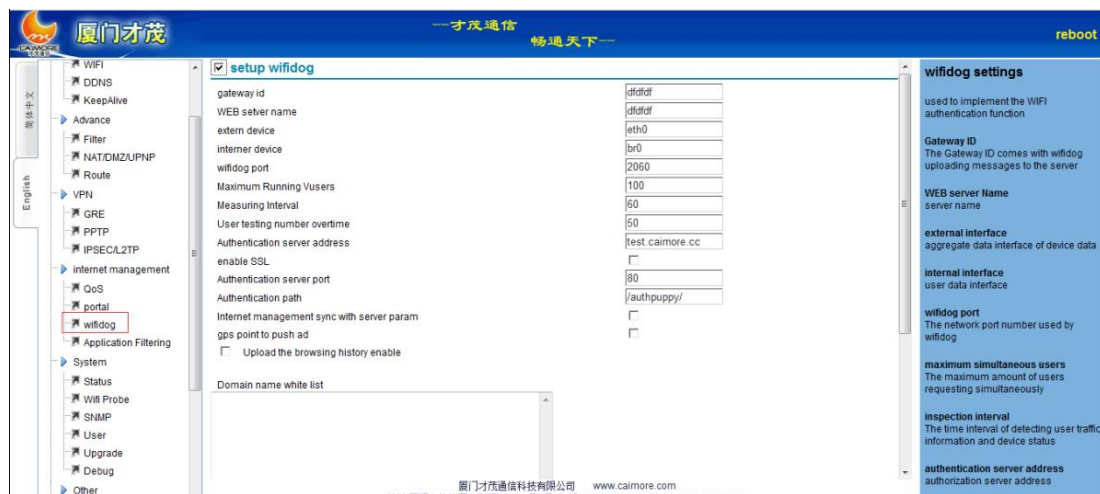 CAIMORE
才茂通信
厦门才茂
---才茂通信
畅通天下---
reboot
简体中文
English
WIFI
DDNS
KeepAlive
Advance
Filter
NAT/DMZ/UPNP
Route
VPN
GRE
PPTP
IPSEC/L2TP
internet management
QoS
portal
wifidog
Application Filtering
System
Status
Wifi Probe
SNMP
User
Upgrade
Debug
Other
setup wifidog
gateway id dfdfdf
WEB setver name dfdfdf
extern device eth0
interner device br0
wifidog port 2060
Maximum Running Vusers 100
Measuring Interval 60
User testing number overtime 50
Authentication server address test.caimore.cc
enable SSL
Authentication server port 80
Authentication path /authpuppy/
Internet management sync with server param
gps point to push ad
Upload the browsing history enable
Domain name white list
wifidog settings
used to implement the WIFI
authentication function
Gateway ID
The Gateway ID comes with wifidog
uploading messages to the server
WEB server Name
server name
external interface
aggregate data interface of device data
internal interface
user data interface
wifidog port
The network port number used by
wifidog
maximum simultaneous users
The maximum amount of users
requesting simultaneously
inspection interval
The time interval of detecting user traffic
information and device status
authentication server address
authorization server address
厦门才茂通信科技有限公司 www.caimore.com